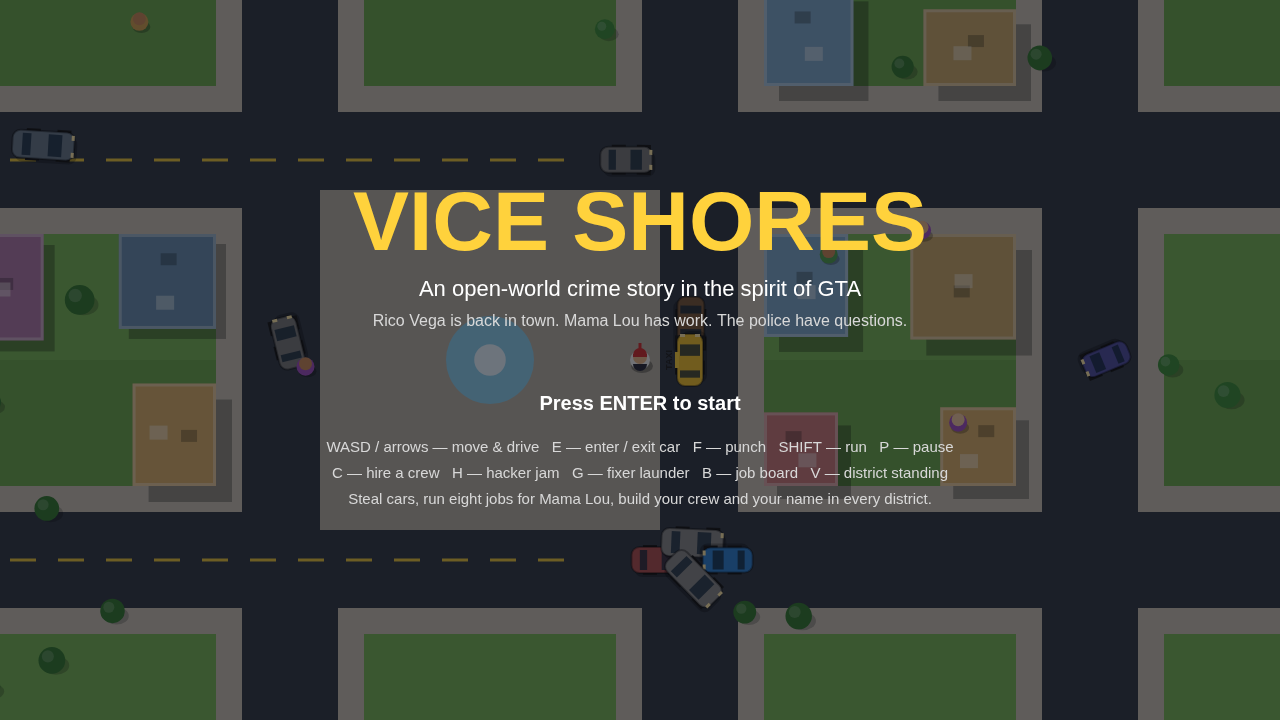 VICE SHORES
An open-world crime story in the spirit of GTA
Rico Vega is back in town. Mama Lou has work. The police have questions.
Press ENTER to start
WASD / arrows — move & drive E — enter / exit car F — punch SHIFT — run P — pause
C — hire a crew H — hacker jam G — fixer launder B — job board V — district standing
Steal cars, run eight jobs for Mama Lou, build your crew and your name in every district.